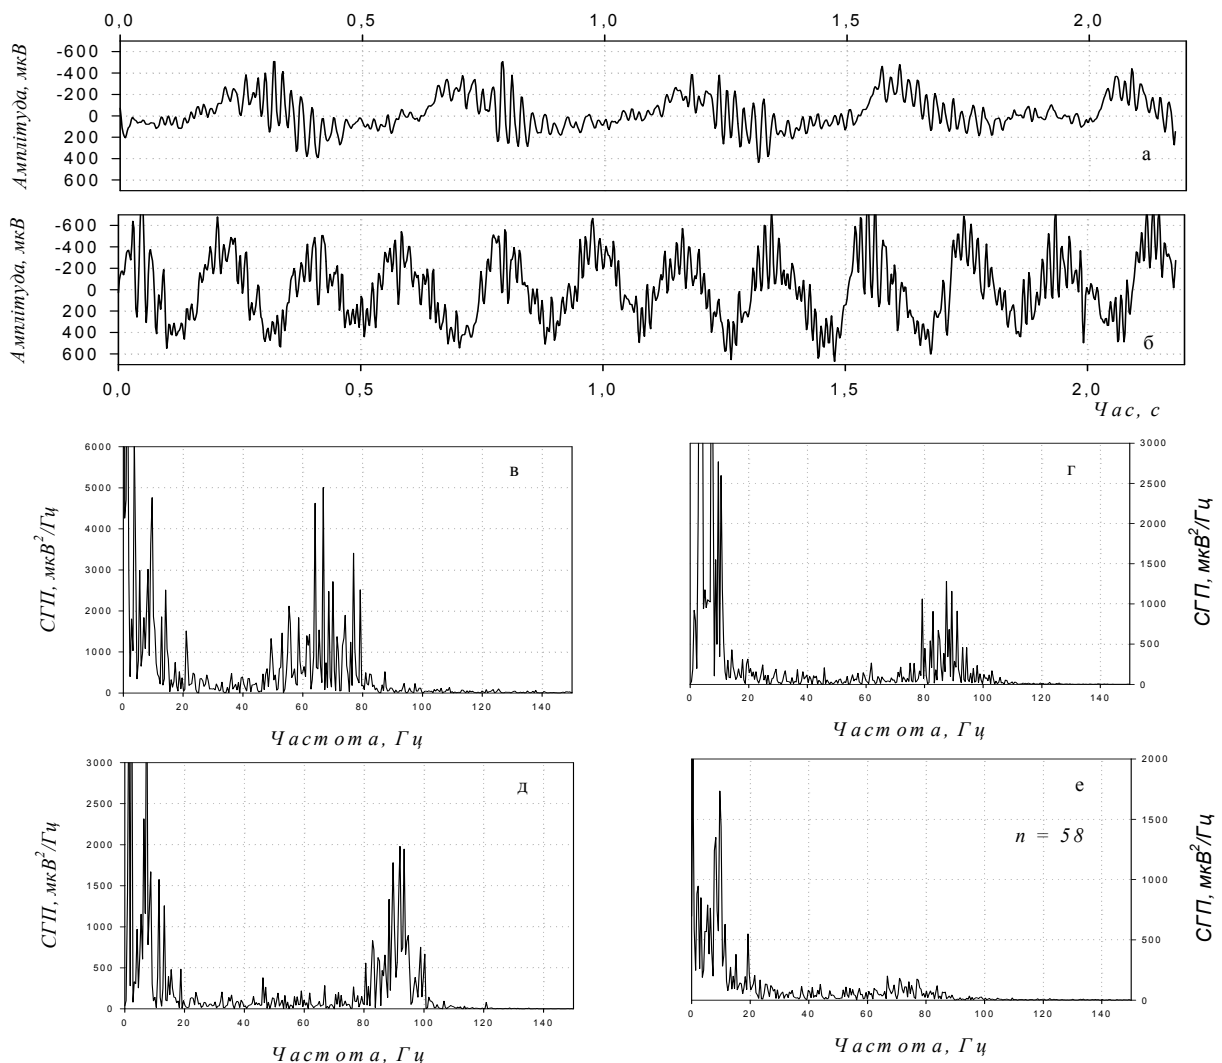 0,0 0,5 1,0 1,5 2,0
Амплітуда, мкВ
-600
-400
-200
0
200
400
600
а
Амплітуда, мкВ
-600
-400
-200
0
200
400
600
б
0,0 0,5 1,0 1,5 2,0
Час, с
СГП, мкВ²/Гц
6000
5000
4000
3000
2000
1000
0
в
0 20 40 60 80 100 120 140
Частота, Гц
г
3000
2500
2000
1500
1000
500
0
СГП, мкВ²/Гц
0 20 40 60 80 100 120 140
Частота, Гц
СГП, мкВ²/Гц
3000
2500
2000
1500
1000
500
0
д
0 20 40 60 80 100 120 140
Частота, Гц
е
n = 58
2000
1500
1000
500
0
СГП, мкВ²/Гц
0 20 40 60 80 100 120 140
Частота, Гц